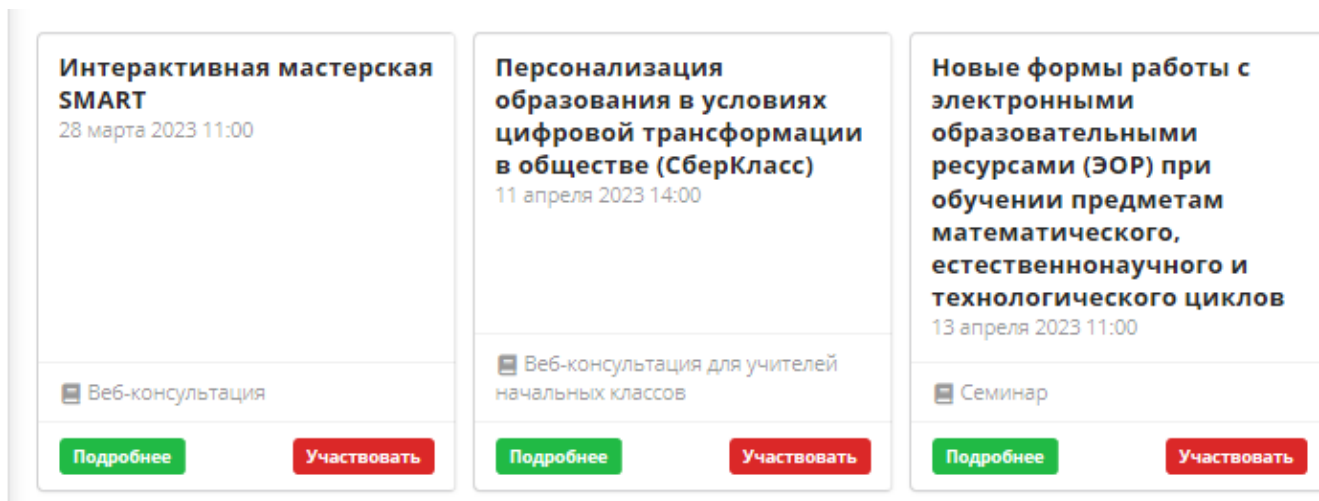 Интерактивная мастерская
SMART
28 марта 2023 11:00
Веб-консультация
Подробнее
Участвовать
Персонализация
образования в условиях
цифровой трансформации
в обществе (СберКласс)
11 апреля 2023 14:00
Веб-консультация для учителей
начальных классов
Подробнее
Участвовать
Новые формы работы с
электронными
образовательными
ресурсами (ЭОР) при
обучении предметам
математического,
естественнонаучного и
технологического циклов
13 апреля 2023 11:00
Семинар
Подробнее
Участвовать